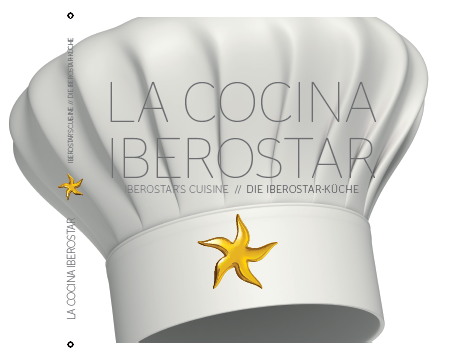 LA COCINA
IBEROSTAR
IBEROSTAR'S CUISINE // DIE IBEROSTAR-KÜCHE
LA COCINA IBEROSTAR
IBEROSTAR'S CUISINE // DIE IBEROSTAR-KÜCHE